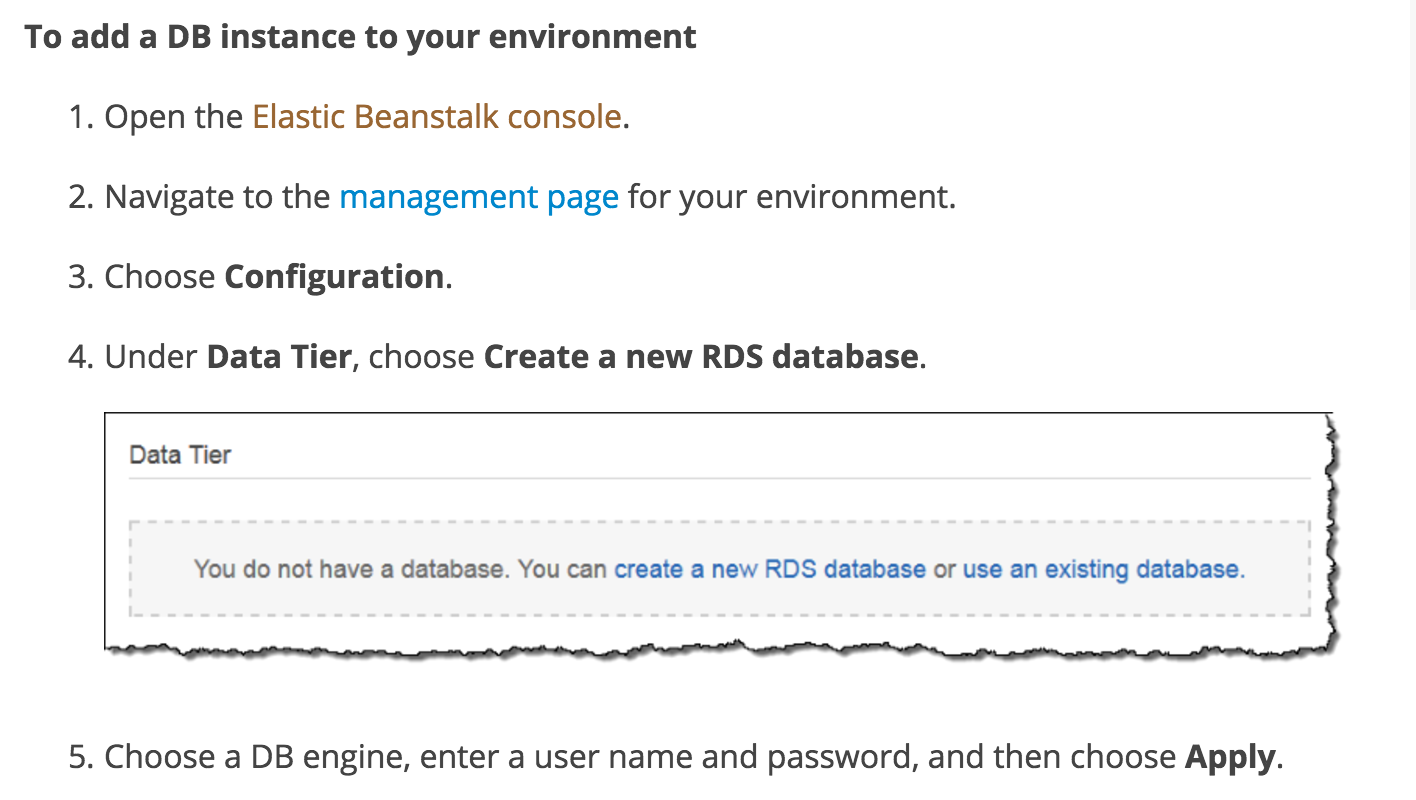 To add a DB instance to your environment
1. Open the Elastic Beanstalk console.
2. Navigate to the management page for your environment.
3. Choose Configuration.
4. Under Data Tier, choose Create a new RDS database.
Data Tier
You do not have a database. You can create a new RDS database or use an existing database.
5. Choose a DB engine, enter a user name and password, and then choose Apply.